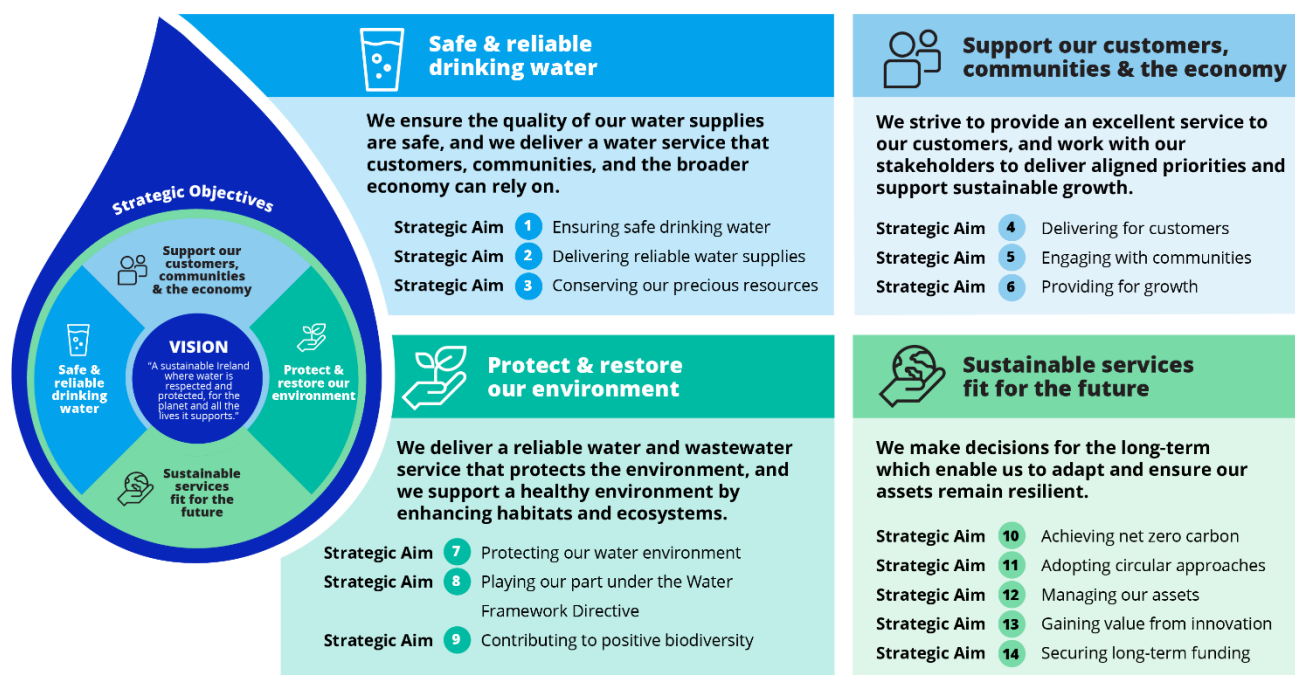 Strategic Objectives
Support our
customers,
communities
& the economy
Safe &
reliable
drinking
water
VISION
“A sustainable Ireland
where water is
respected and
protected, for the
planet and all the
lives it supports.”
Protect &
restore our
environment
Sustainable
services
fit for the
future
Safe & reliable
drinking water
We ensure the quality of our water supplies
are safe, and we deliver a water service that
customers, communities, and the broader
economy can rely on.
Strategic Aim 1 Ensuring safe drinking water
Strategic Aim 2 Delivering reliable water supplies
Strategic Aim 3 Conserving our precious resources
Support our customers,
communities & the economy
We strive to provide an excellent service to
our customers, and work with our
stakeholders to deliver aligned priorities and
support sustainable growth.
Strategic Aim 4 Delivering for customers
Strategic Aim 5 Engaging with communities
Strategic Aim 6 Providing for growth
Protect & restore
our environment
We deliver a reliable water and wastewater
service that protects the environment, and
we support a healthy environment by
enhancing habitats and ecosystems.
Strategic Aim 7 Protecting our water environment
Strategic Aim 8 Playing our part under the Water
Framework Directive
Strategic Aim 9 Contributing to positive biodiversity
Sustainable services
fit for the future
We make decisions for the long-term
which enable us to adapt and ensure our
assets remain resilient.
Strategic Aim 10 Achieving net zero carbon
Strategic Aim 11 Adopting circular approaches
Strategic Aim 12 Managing our assets
Strategic Aim 13 Gaining value from innovation
Strategic Aim 14 Securing long-term funding